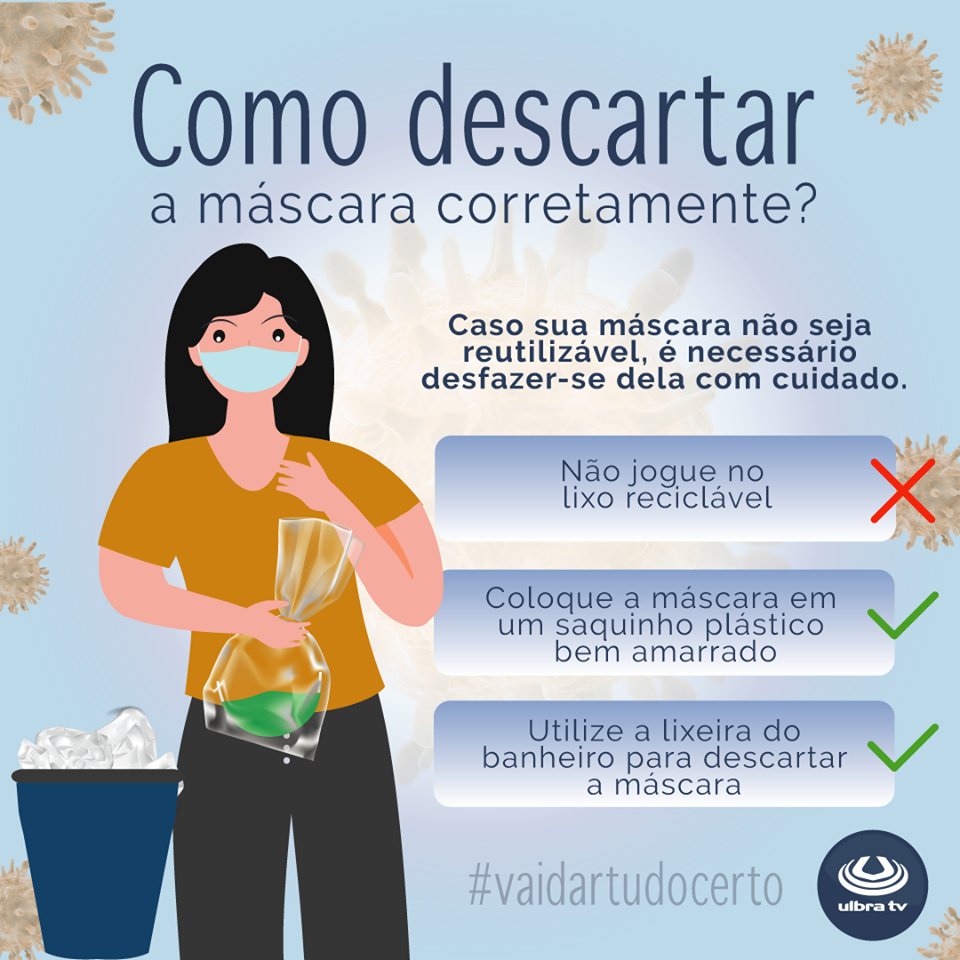 Como descartar
a máscara corretamente?
Caso sua máscara não seja
reutilizável, é necessário
desfazer-se dela com cuidado.
Não jogue no
lixo reciclável
Coloque a máscara em
um saquinho plástico
bem amarrado
Utilize a lixeira do
banheiro para descartar
a máscara
#vaidartudocerto
ulbra tv